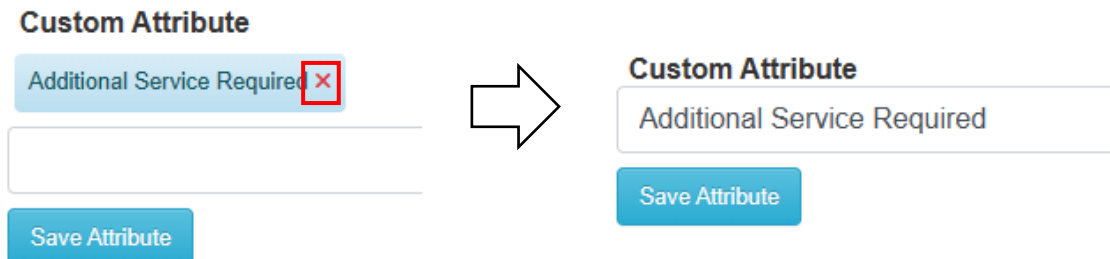 Custom Attribute
Additional Service Required ×
Save Attribute
Custom Attribute
Additional Service Required
Save Attribute